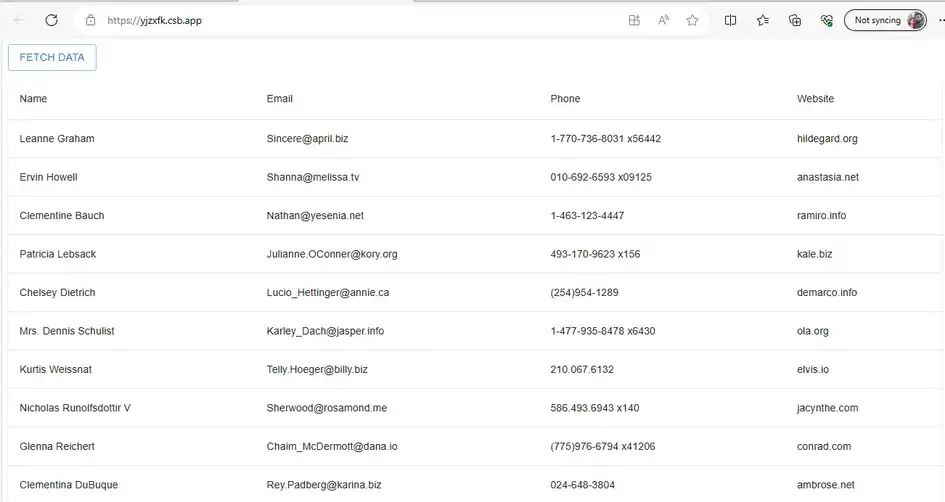 https://yjzxfk.csb.app
Not syncing
FETCH DATA
Name Email Phone Website
Leanne Graham Sincere@april.biz 1-770-736-8031 x56442 hildegard.org
Ervin Howell Shanna@melissa.tv 010-692-6593 x09125 anastasia.net
Clementine Bauch Nathan@yesenia.net 1-463-123-4447 ramiro.info
Patricia Lebsack Julianne.OConner@kory.org 493-170-9623 x156 kale.biz
Chelsey Dietrich Lucio_Hettinger@annie.ca (254)954-1289 demarco.info
Mrs. Dennis Schulist Karley_Dach@jasper.info 1-477-935-8478 x6430 ola.org
Kurtis Weissnat Telly.Hoeger@billy.biz 210.067.6132 elvis.io
Nicholas Runolfsdottir V Sherwood@rosamond.me 586.493.6943 x140 jacynthe.com
Glenna Reichert Chaim_McDermott@dana.io (775)976-6794 x41206 conrad.com
Clementina DuBuque Rey.Padberg@karina.biz 024-648-3804 ambrose.net